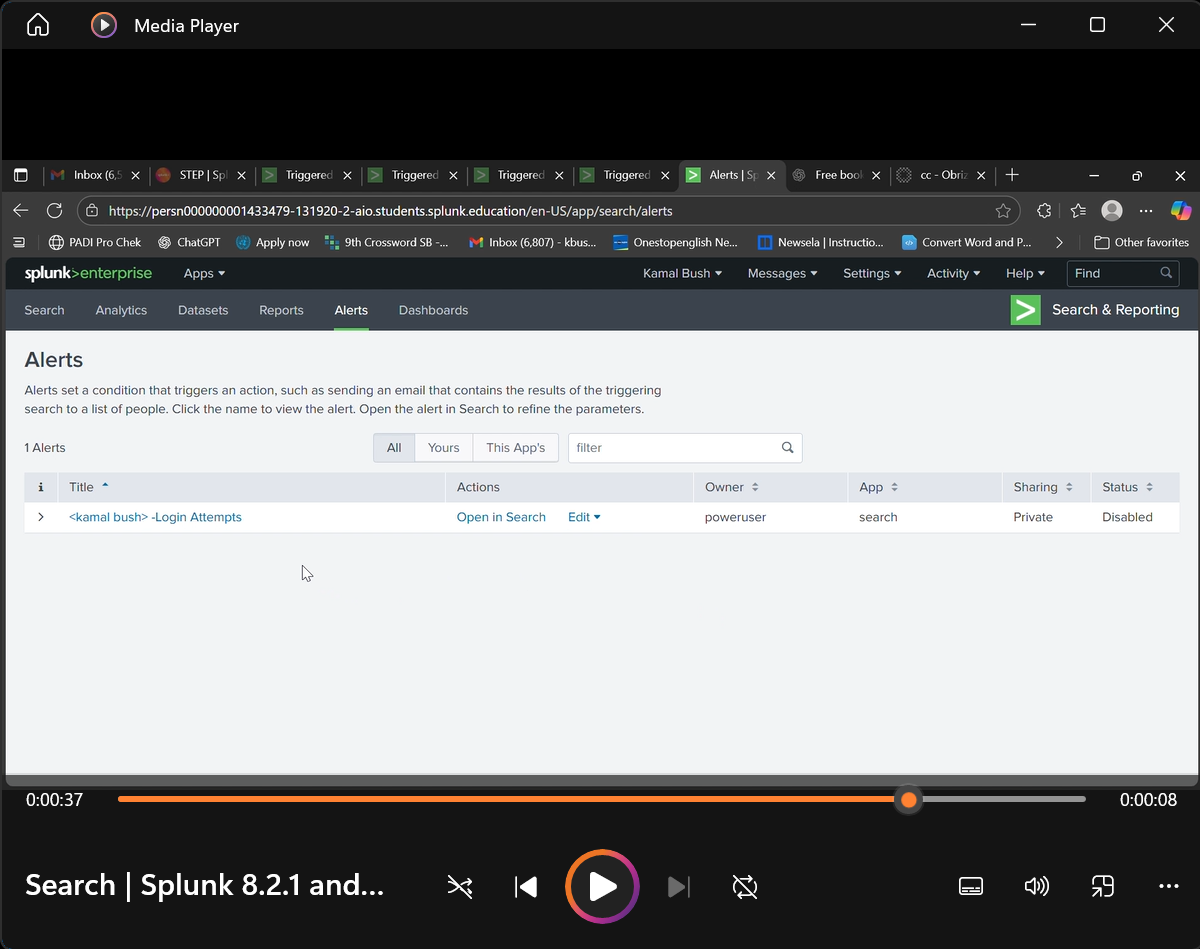 Media Player
Inbox (6,5
STEP | Spl
Triggered
Triggered
Triggered
Triggered
Alerts | Sp
Free book
cc - Obriz
https://persn000000001433479-131920-2-aio.students.splunk.education/en-US/app/search/alerts
PADI Pro Chek
ChatGPT
Apply now
9th Crossword SB -...
Inbox (6,807) - kbus...
Onestopenglish Ne...
Newsela | Instructio...
Convert Word and P...
Other favorites
splunk>enterprise
Apps
Kamal Bush
Messages
Settings
Activity
Help
Find
Search
Analytics
Datasets
Reports
Alerts
Dashboards
Search & Reporting
Alerts
Alerts set a condition that triggers an action, such as sending an email that contains the results of the triggering
search to a list of people. Click the name to view the alert. Open the alert in Search to refine the parameters.
1 Alerts
All
Yours
This App's
filter
i
Title
Actions
Owner
App
Sharing
Status
<kamal bush> -Login Attempts
Open in Search
Edit
poweruser
search
Private
Disabled
0:00:37
0:00:08
Search | Splunk 8.2.1 and...